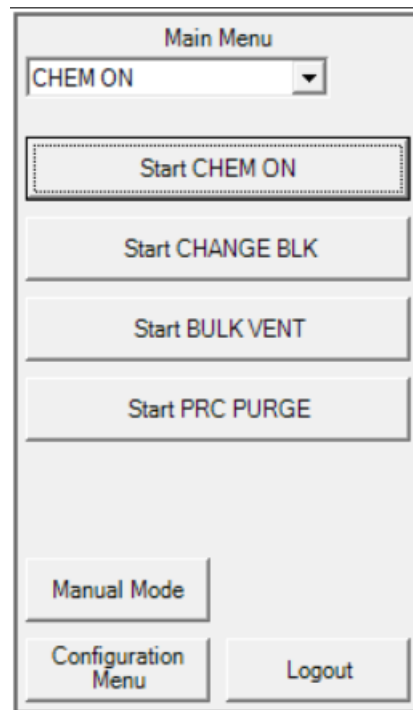 Main Menu
CHEM ON
Start CHEM ON
Start CHANGE BLK
Start BULK VENT
Start PRC PURGE
Manual Mode
Configuration
Menu
Logout